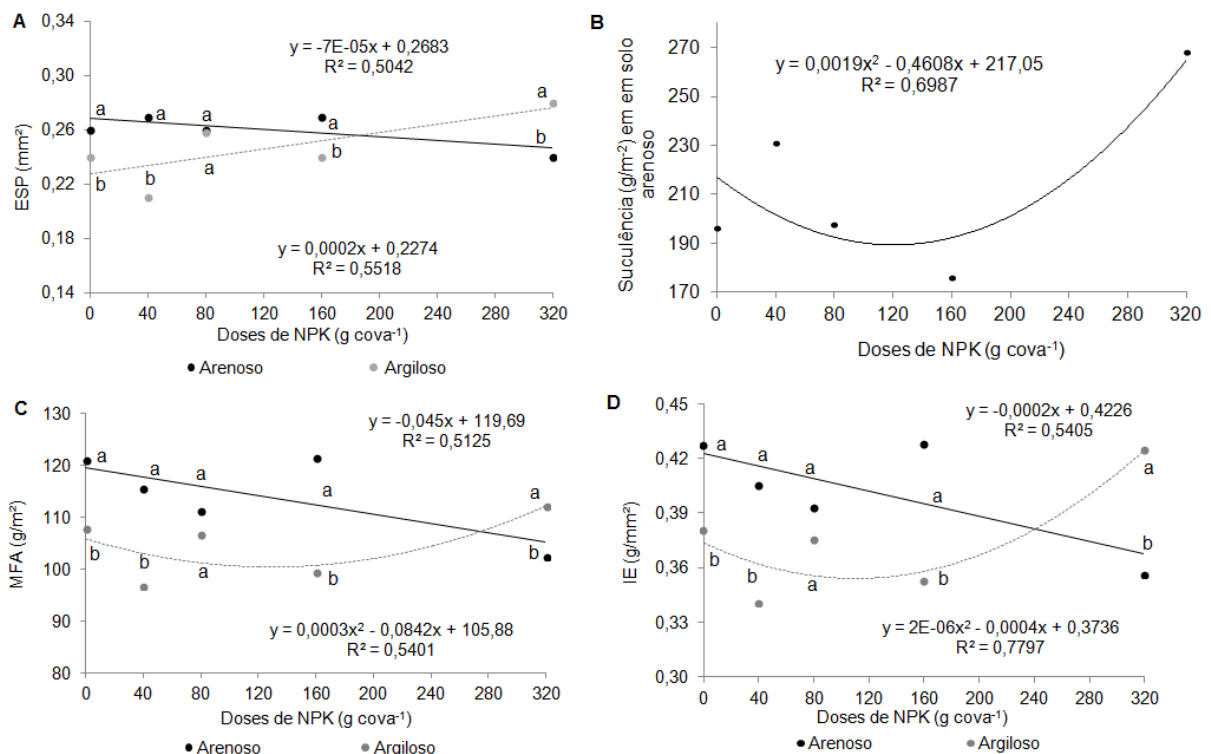 A
0,34
0,30
0,26
0,22
0,18
0,14
ESP (mm²)
y = -7E-05x + 0,2683
R² = 0,5042
a a a a a
b b a b b
y = 0,0002x + 0,2274
R² = 0,5518
0 40 80 120 160 200 240 280 320
Doses de NPK (g cova⁻¹)
Arenoso Argiloso
B
270
250
230
210
190
170
Suculência (g/m⁻²) em em solo
arenoso
y = 0,0019x² - 0,4608x + 217,05
R² = 0,6987
0 40 80 120 160 200 240 280 320
Doses de NPK (g cova⁻¹)
C
130
120
110
100
90
80
MFA (g/m²)
y = -0,045x + 119,69
R² = 0,5125
a a a a a
b b a b b
y = 0,0003x² - 0,0842x + 105,88
R² = 0,5401
0 40 80 120 160 200 240 280 320
Doses de NPK (g cova⁻¹)
Arenoso Argiloso
D
0,45
0,42
0,39
0,36
0,33
0,30
IE (g/mm²)
y = -0,0002x + 0,4226
R² = 0,5405
a a a a a
b b a b b
y = 2E-06x² - 0,0004x + 0,3736
R² = 0,7797
0 40 80 120 160 200 240 280 320
Doses de NPK (g cova⁻¹)
Arenoso Argiloso